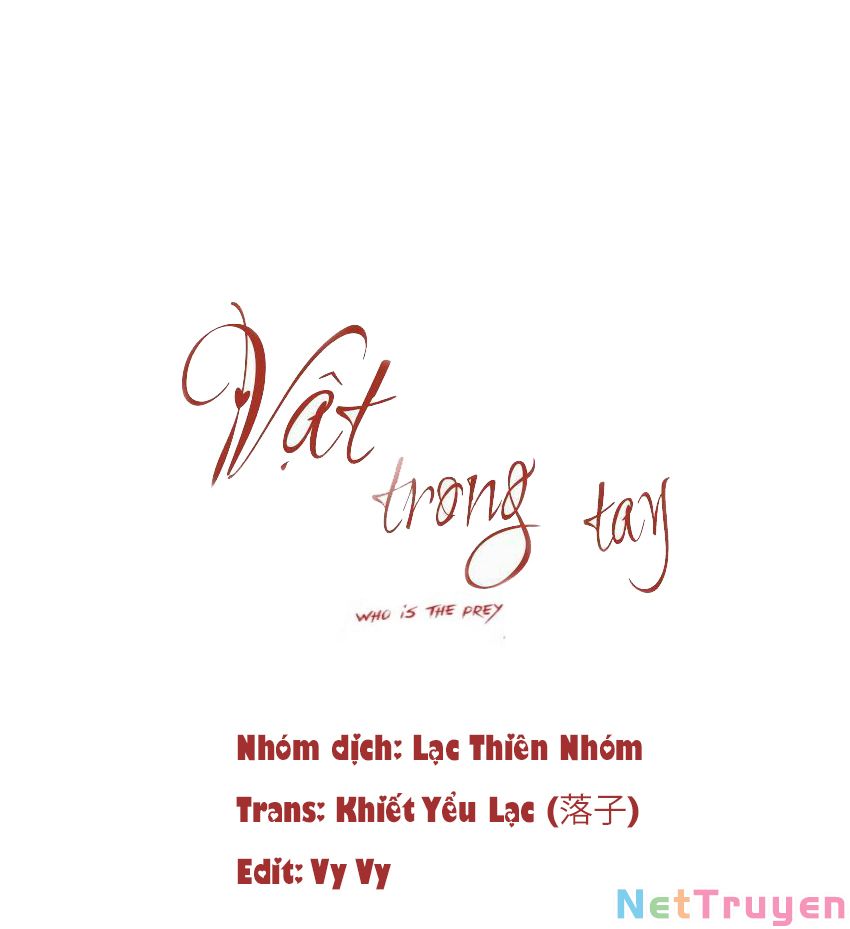 Vật
trong tay
WHO IS THE PREY
Nhóm dịch: Lạc Thiên Nhóm
Trans: Khiết Yểu Lạc (落子)
Edit: Vy Vy
NetTruyen